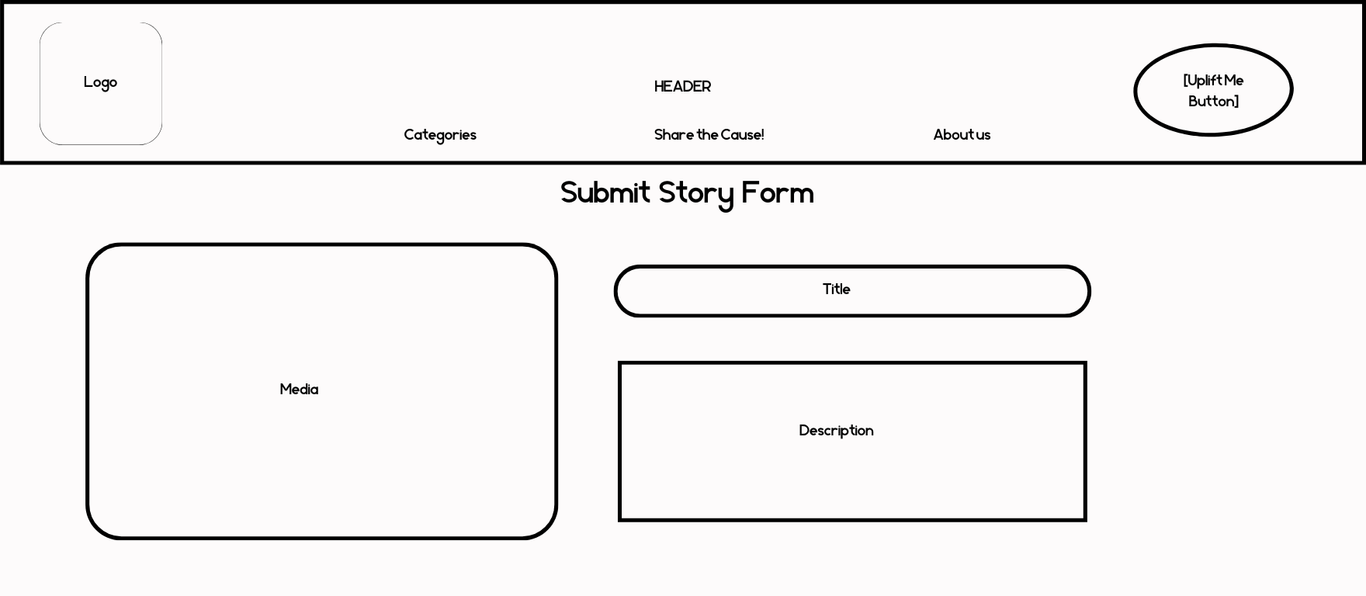 Logo
HEADER
[Uplift Me
Button]
Categories
Share the Cause!
About us
Submit Story Form
Title
Media
Description